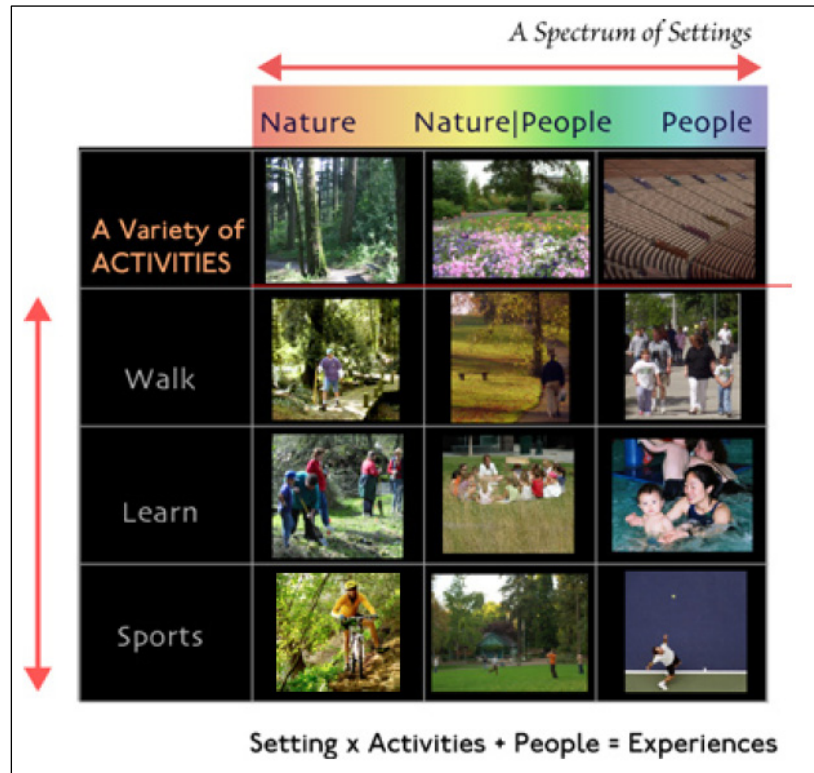 A Spectrum of Settings
Nature Nature|People People
A Variety of
ACTIVITIES
Walk
Learn
Sports
Setting x Activities + People = Experiences